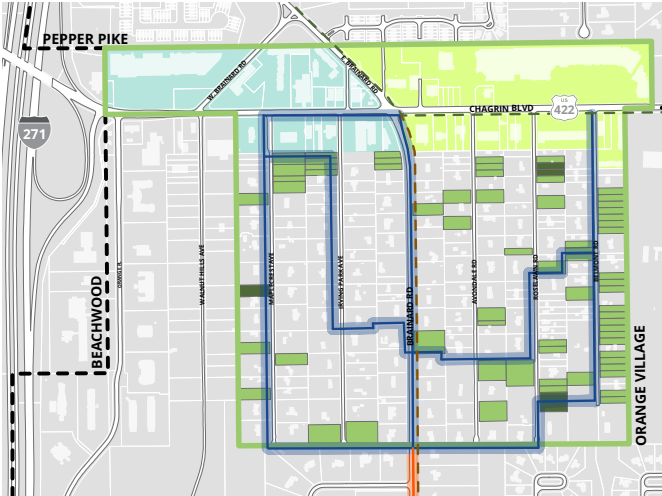 PEPPER PIKE
W. BRAINARD RD
E. BRAINARD RD
CHAGRIN BLVD
US
422
271
BEACHWOOD
WALNUT HILLS AVE
MAPLECREST AVE
IRVING PARK AVE
BRAINARD RD
AVONDALE RD
ROSELAWN RD
BELMONT RD
ORANGE VILLAGE